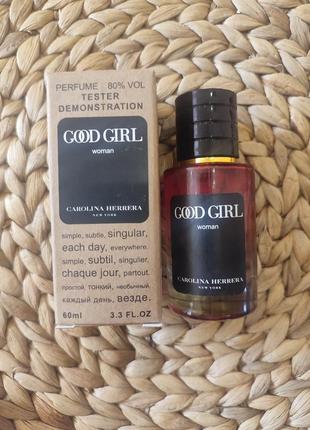 PERFUME 80% VOL
TESTER
DEMONSTRATION
GOOD GIRL
woman
CAROLINA HERRERA
NEW YORK
simple, subtle, singular,
each day, everywhere.
simple, subtil, singulier,
chaque jour, partout.
простой, тонкий, необычный,
каждый день, везде.
60ml 3.3 FL.OZ
GOOD GIRL
woman
CAROLINA HERRERA
NEW YORK